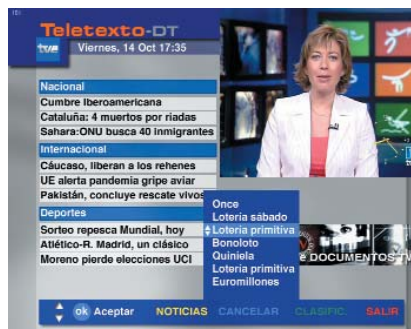 Teletexto-DT
tve Viernes, 14 Oct 17:35
Nacional
Cumbre Iberoamericana
Cataluña: 4 muertos por riadas
Sahara:ONU busca 40 inmigrantes
Internacional
Cáucaso, liberan a los rehenes
UE alerta pandemia gripe aviar
Pakistán, concluye rescate vivos
Deportes
Sorteo repesca Mundial, hoy
Atlético-R. Madrid, un clásico
Moreno pierde elecciones UCI
Once
Lotería sábado
Lotería primitiva
Bonoloto
Quiniela
Lotería primitiva
Euromillones
e DOCUMENTOS TV
ok Aceptar NOTICIAS CANCELAR CLASIFIC. SALIR